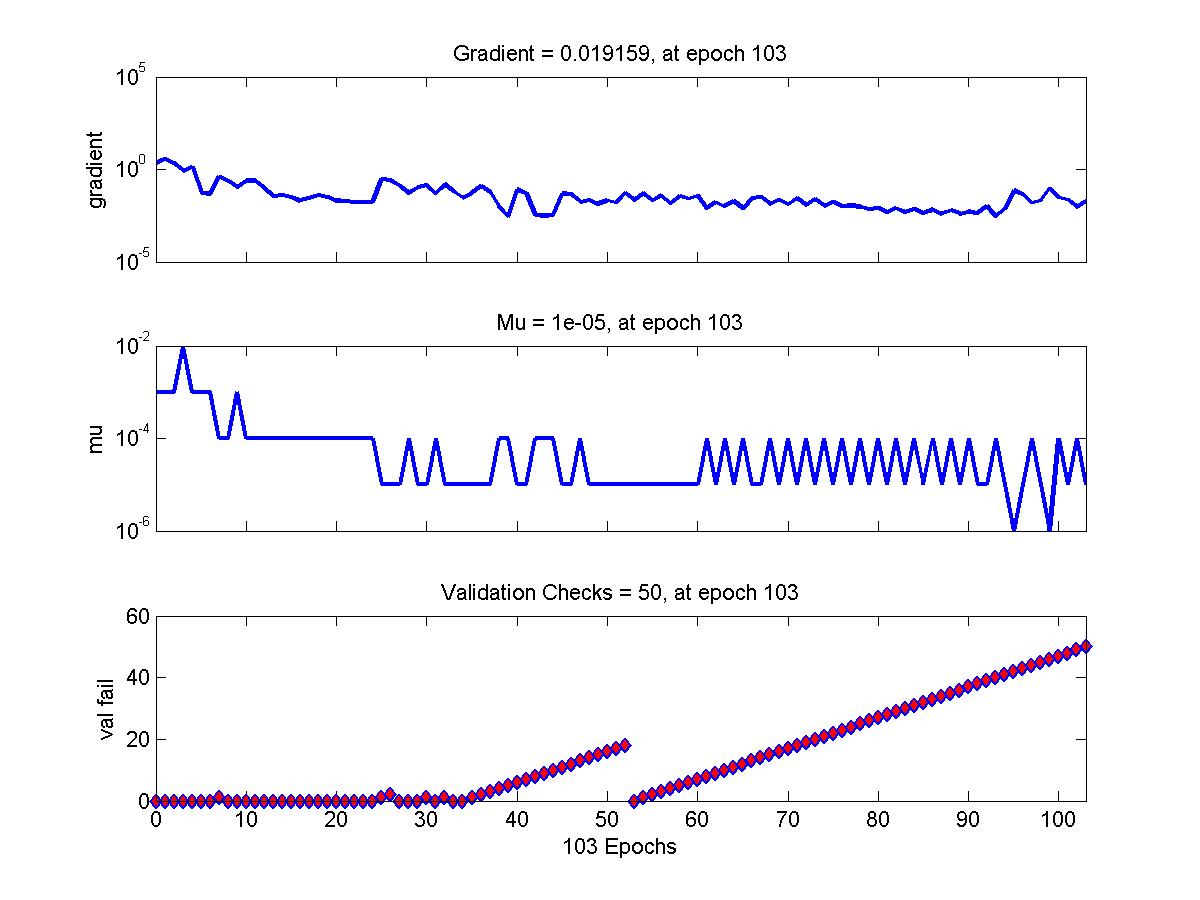 Gradient = 0.019159, at epoch 103
10^5
10^0
10^-5
gradient
Mu = 1e-05, at epoch 103
10^-2
10^-4
10^-6
mu
Validation Checks = 50, at epoch 103
60
40
20
0
val fail
0 10 20 30 40 50 60 70 80 90 100
103 Epochs